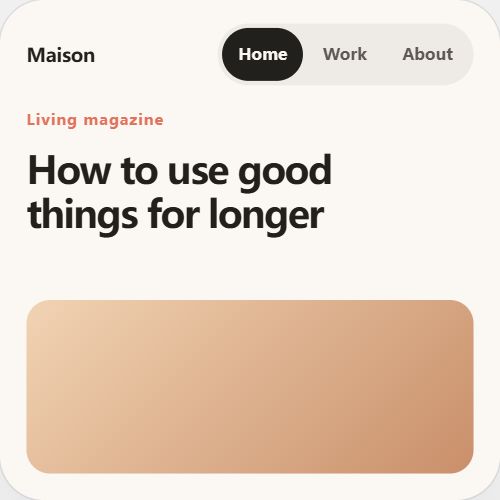 Maison
Home
Work
About
Living magazine
How to use good
things for longer